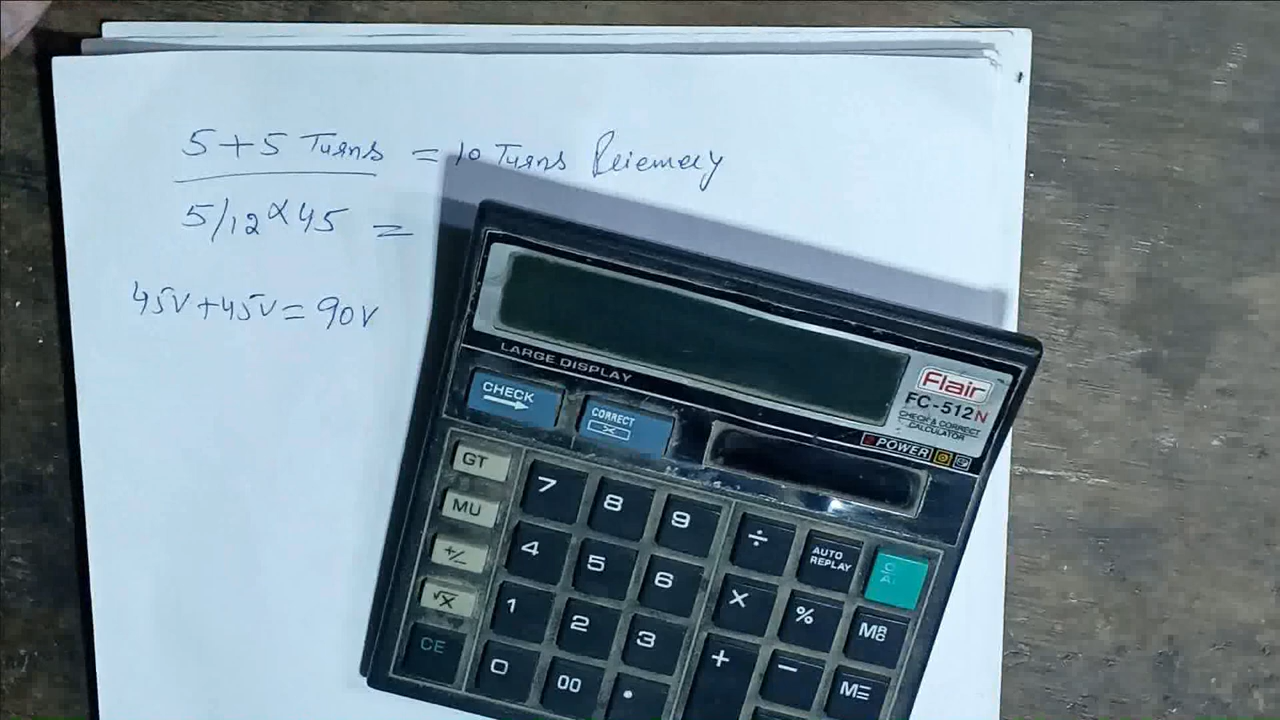 5+5 Turns = 10 Turns Reiemery
5/12×45 =
45V+45V=90V
LARGE DISPLAY
Flair
FC-512N
CHECK & CORRECT
CALCULATOR
POWER
CHECK
CORRECT
GT
7
8
9
÷
AUTO
REPLAY
MU
4
5
6
×
%
M
+/-
1
2
3
+
-
M=
√x
CE
0
00
.